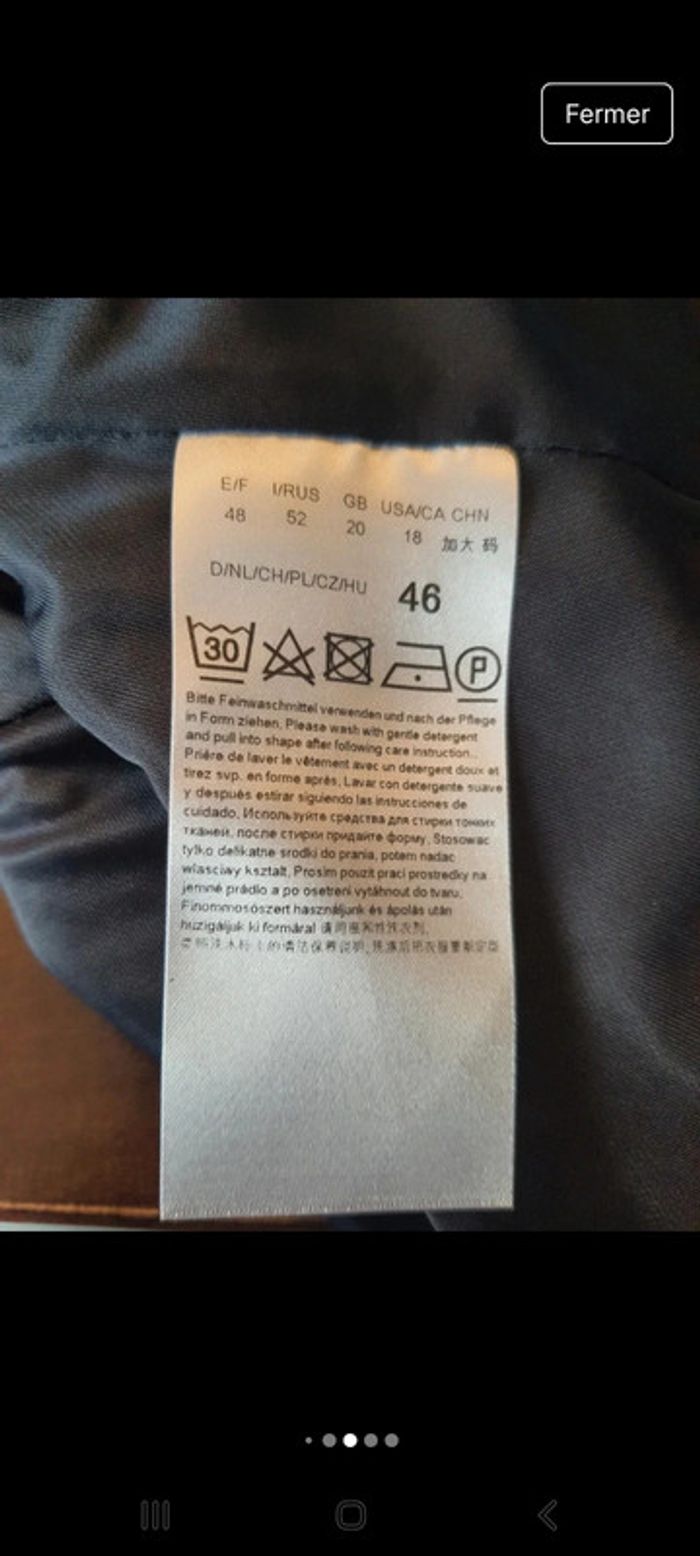 Fermer
E/F I/RUS GB USA/CA CHN
48 52 20 18 加大 码
D/NL/CH/PL/CZ/HU 46
30 P
Bitte Feinwaschmittel verwenden und nach der Pflege
in Form ziehen. Please wash with gentle detergent
and pull into shape after following care instruction.
Prière de laver le vêtement avec un detergent doux et
tirez svp. en forme après. Lavar con detergente suave
y después estirar siguiendo las instrucciones de
cuidado. Используйте средства для стирки тонких
тканей. после стирки придайте форму. Stosowac
tylko delikatne srodki do prania, potem nadac
wlasciwy ksztalt. Prosim pouzit praci prostredky na
jemné prádlo a po osetreni vytáhnout do tvaru.
Finommosószert használjunk és ápolás után
huzigáljuk ki formáral